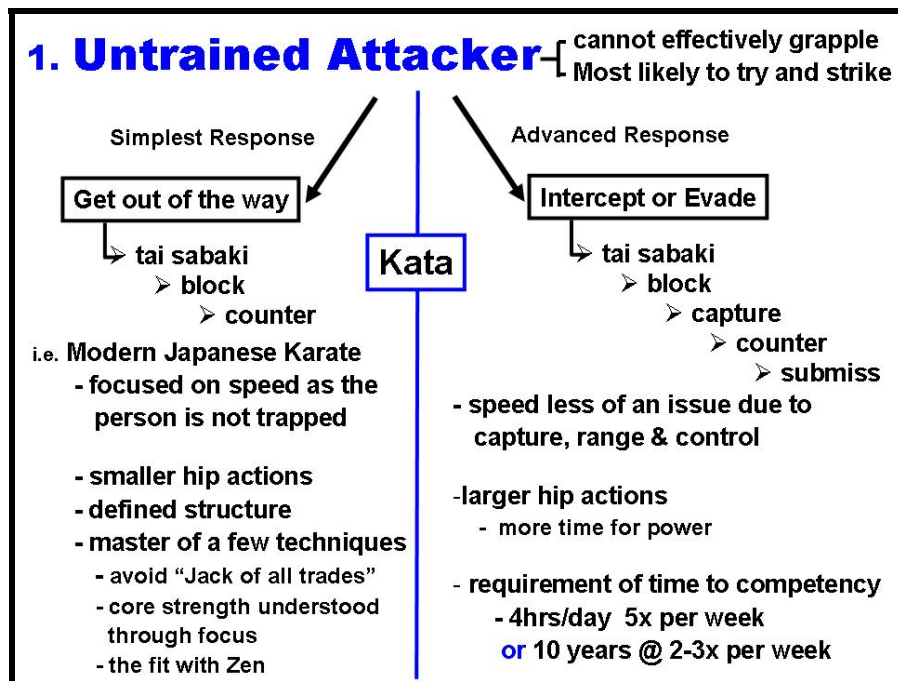 1. Untrained Attacker
cannot effectively grapple
Most likely to try and strike
Simplest Response
Get out of the way
➢ tai sabaki
➢ block
➢ counter
i.e. Modern Japanese Karate
- focused on speed as the
person is not trapped
- smaller hip actions
- defined structure
- master of a few techniques
- avoid “Jack of all trades”
- core strength understood
through focus
- the fit with Zen
Kata
Advanced Response
Intercept or Evade
➢ tai sabaki
➢ block
➢ capture
➢ counter
➢ submiss
- speed less of an issue due to
capture, range & control
-larger hip actions
- more time for power
- requirement of time to competency
- 4hrs/day 5x per week
or 10 years @ 2-3x per week